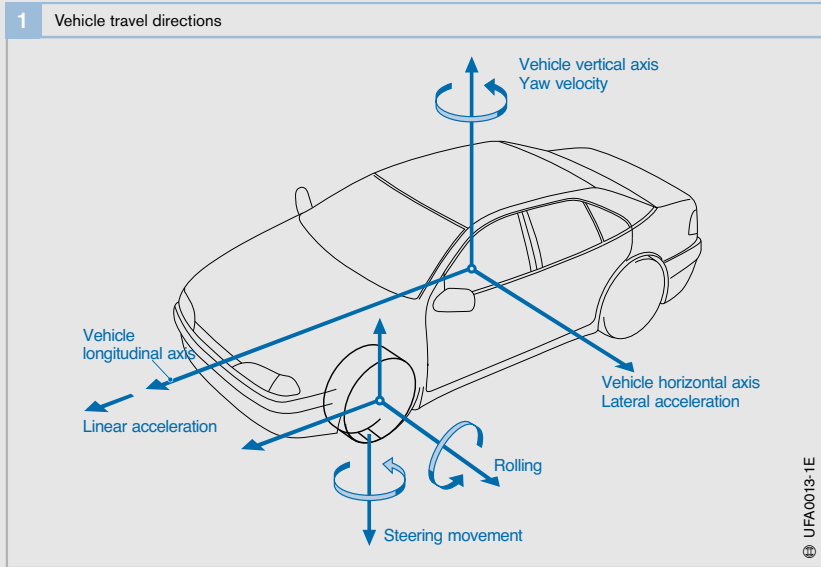 1 Vehicle travel directions
Vehicle vertical axis
Yaw velocity
Vehicle
longitudinal axis
Linear acceleration
Vehicle horizontal axis
Lateral acceleration
Rolling
Steering movement
UFA0013-1E